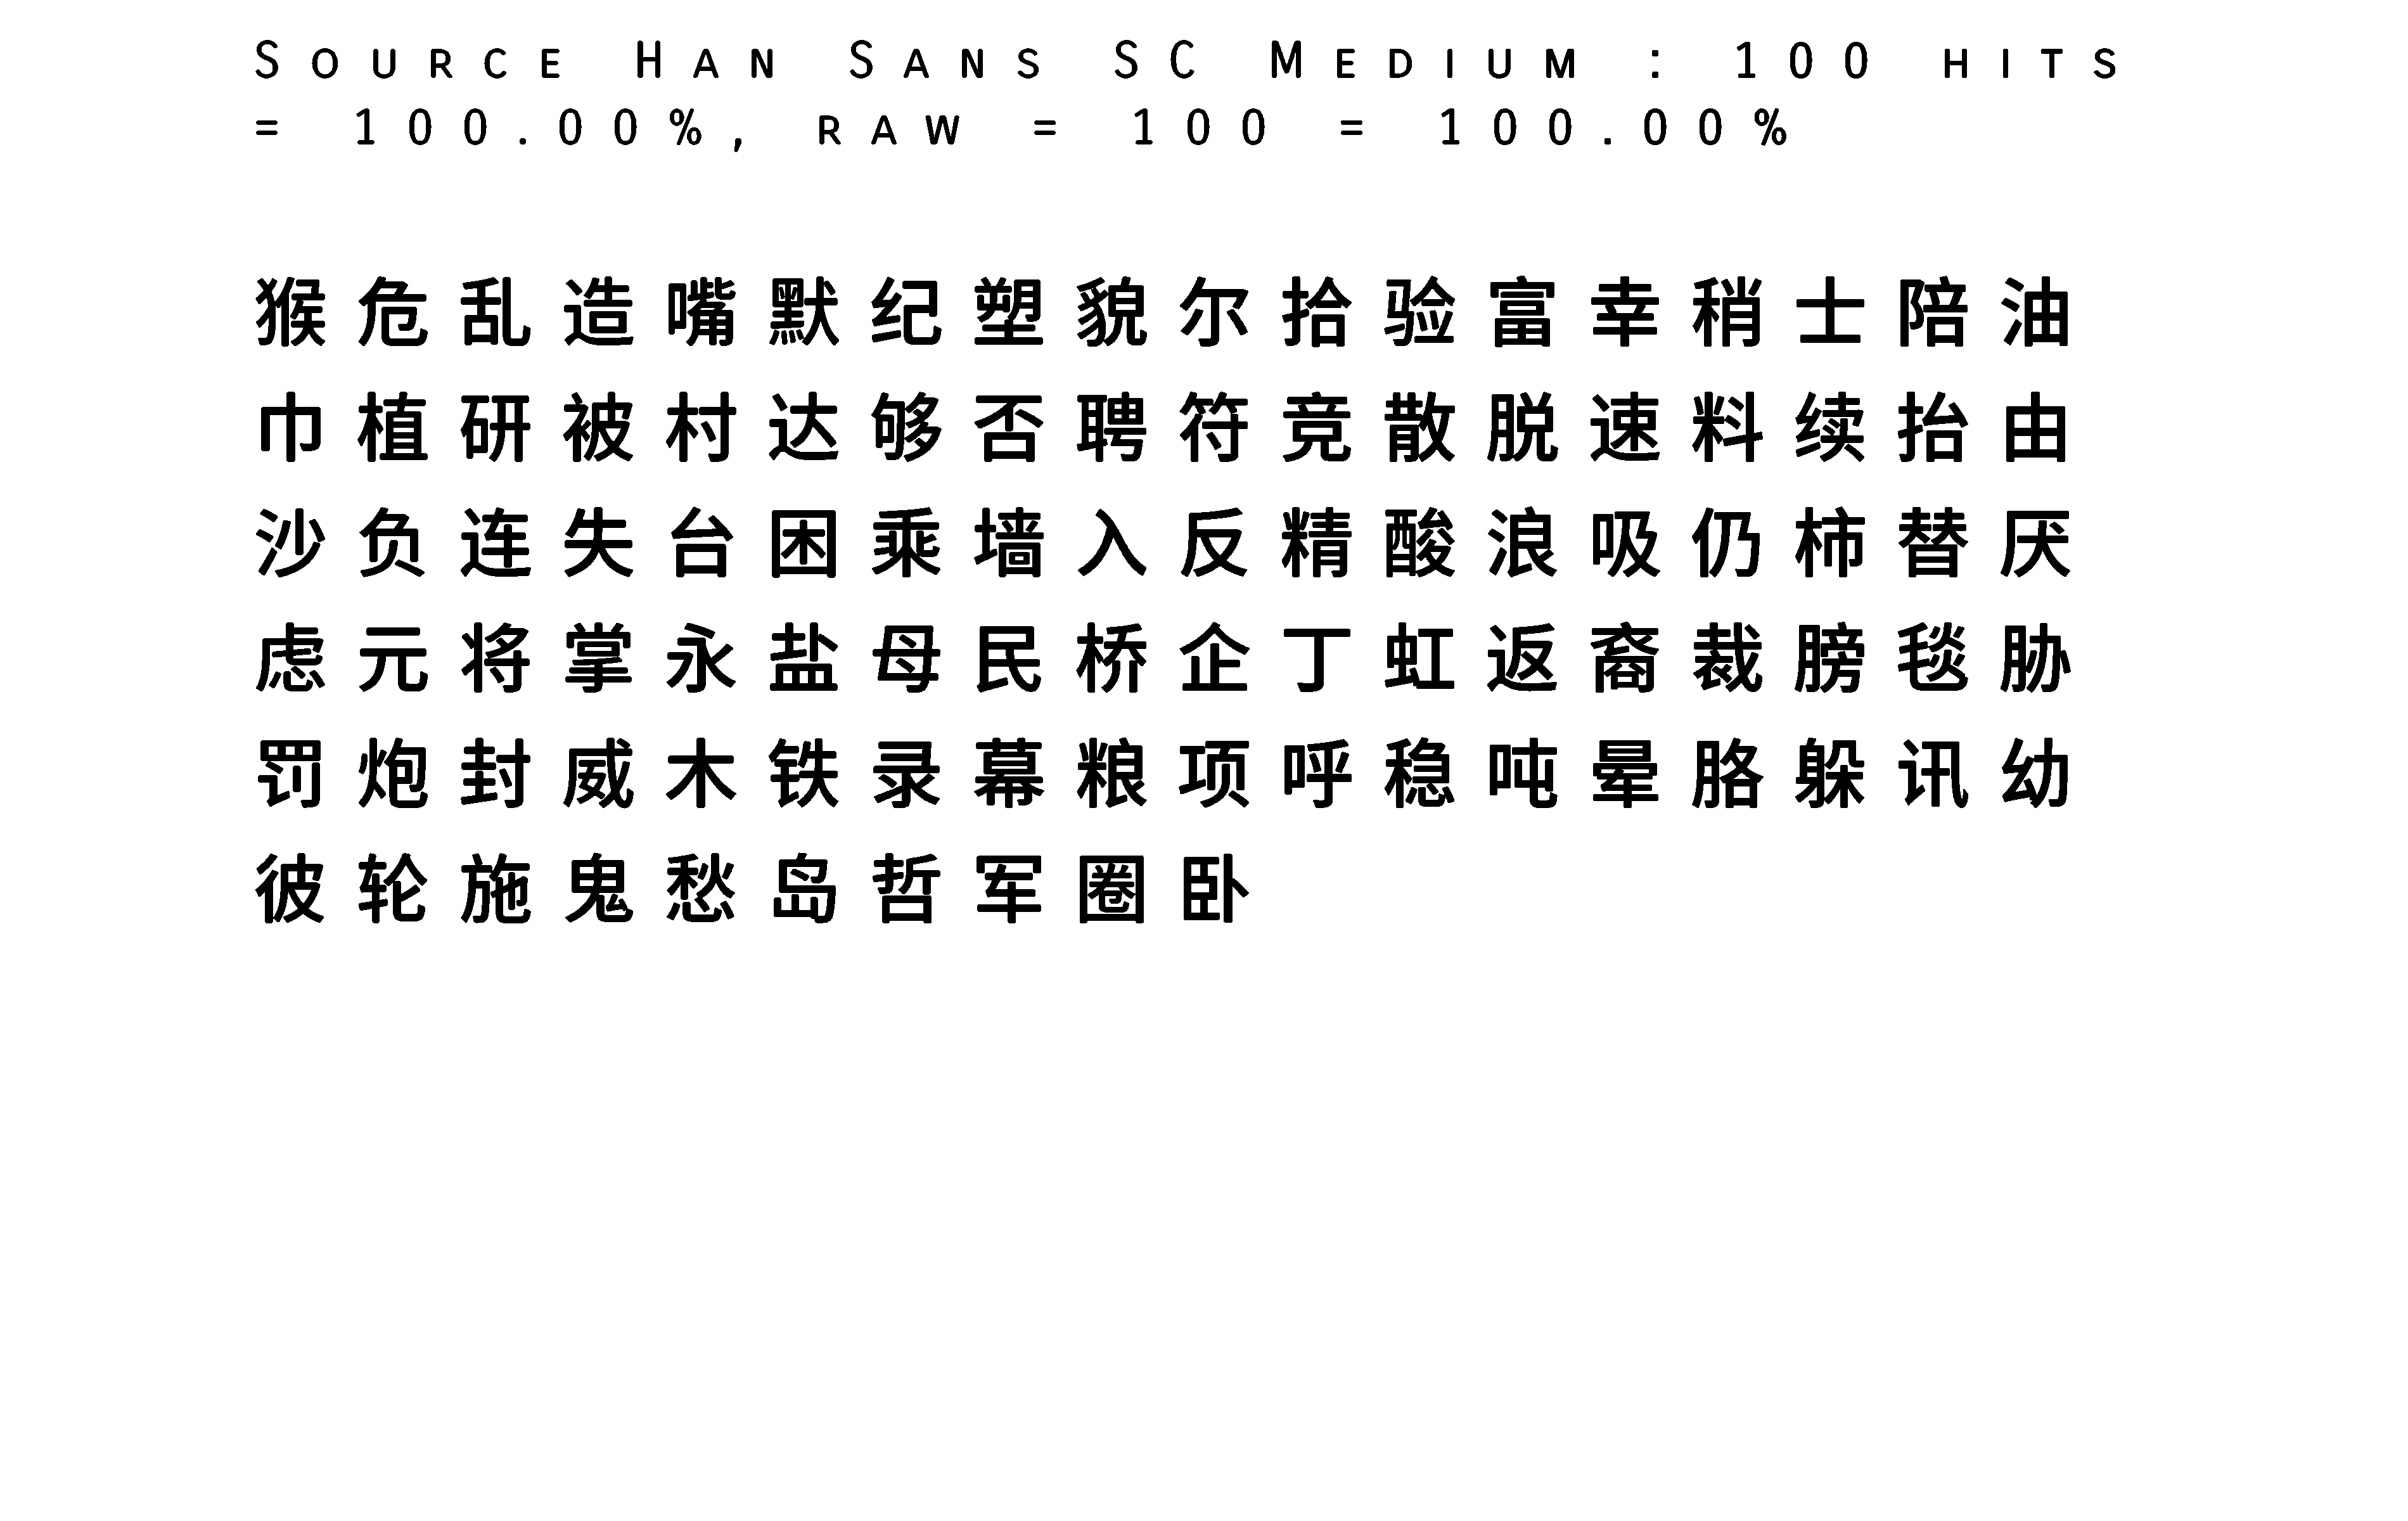 Source Han Sans SC Medium : 100 hits
= 100.00%, raw = 100 = 100.00%
猴危乱造嘴默纪塑貌尔拾验富幸稍士陪油
巾植研被村达够否聘符竞散脱速料续抬由
沙负连失台困乘墙入反精酸浪吸仍柿替厌
虑元将掌永盐母民桥企丁虹返裔裁膀毯胁
罚炮封威木铁录幕粮项呼稳吨晕胳躲讯幼
彼轮施鬼愁岛哲军圈卧